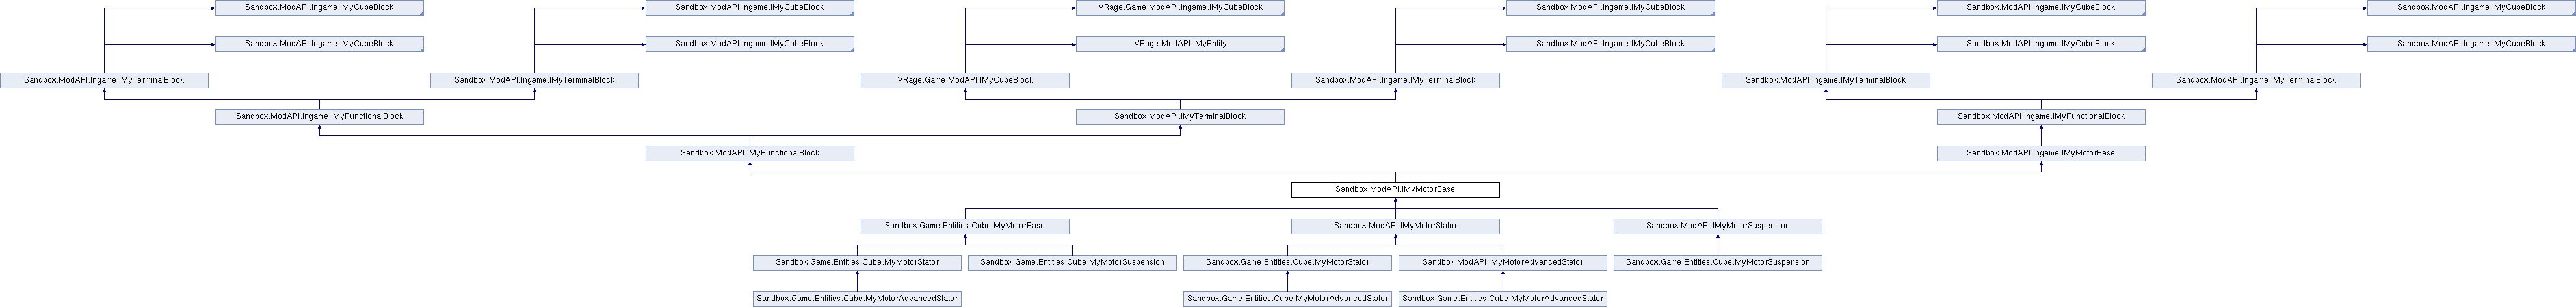 Sandbox.ModAPI.Ingame.IMyCubeBlock
Sandbox.ModAPI.Ingame.IMyCubeBlock
VRage.Game.ModAPI.Ingame.IMyCubeBlock
Sandbox.ModAPI.Ingame.IMyCubeBlock
Sandbox.ModAPI.Ingame.IMyCubeBlock
Sandbox.ModAPI.Ingame.IMyCubeBlock
Sandbox.ModAPI.Ingame.IMyCubeBlock
Sandbox.ModAPI.Ingame.IMyCubeBlock
VRage.ModAPI.IMyEntity
Sandbox.ModAPI.Ingame.IMyCubeBlock
Sandbox.ModAPI.Ingame.IMyCubeBlock
Sandbox.ModAPI.Ingame.IMyCubeBlock
Sandbox.ModAPI.Ingame.IMyTerminalBlock
Sandbox.ModAPI.Ingame.IMyTerminalBlock
VRage.Game.ModAPI.IMyCubeBlock
Sandbox.ModAPI.Ingame.IMyTerminalBlock
Sandbox.ModAPI.Ingame.IMyTerminalBlock
Sandbox.ModAPI.Ingame.IMyTerminalBlock
Sandbox.ModAPI.Ingame.IMyFunctionalBlock
Sandbox.ModAPI.IMyTerminalBlock
Sandbox.ModAPI.Ingame.IMyFunctionalBlock
Sandbox.ModAPI.IMyFunctionalBlock
Sandbox.ModAPI.Ingame.IMyMotorBase
Sandbox.ModAPI.IMyMotorBase
Sandbox.Game.Entities.Cube.MyMotorBase
Sandbox.ModAPI.IMyMotorStator
Sandbox.ModAPI.IMyMotorSuspension
Sandbox.Game.Entities.Cube.MyMotorStator
Sandbox.Game.Entities.Cube.MyMotorSuspension
Sandbox.Game.Entities.Cube.MyMotorStator
Sandbox.ModAPI.IMyMotorAdvancedStator
Sandbox.Game.Entities.Cube.MyMotorSuspension
Sandbox.Game.Entities.Cube.MyMotorAdvancedStator
Sandbox.Game.Entities.Cube.MyMotorAdvancedStator
Sandbox.Game.Entities.Cube.MyMotorAdvancedStator